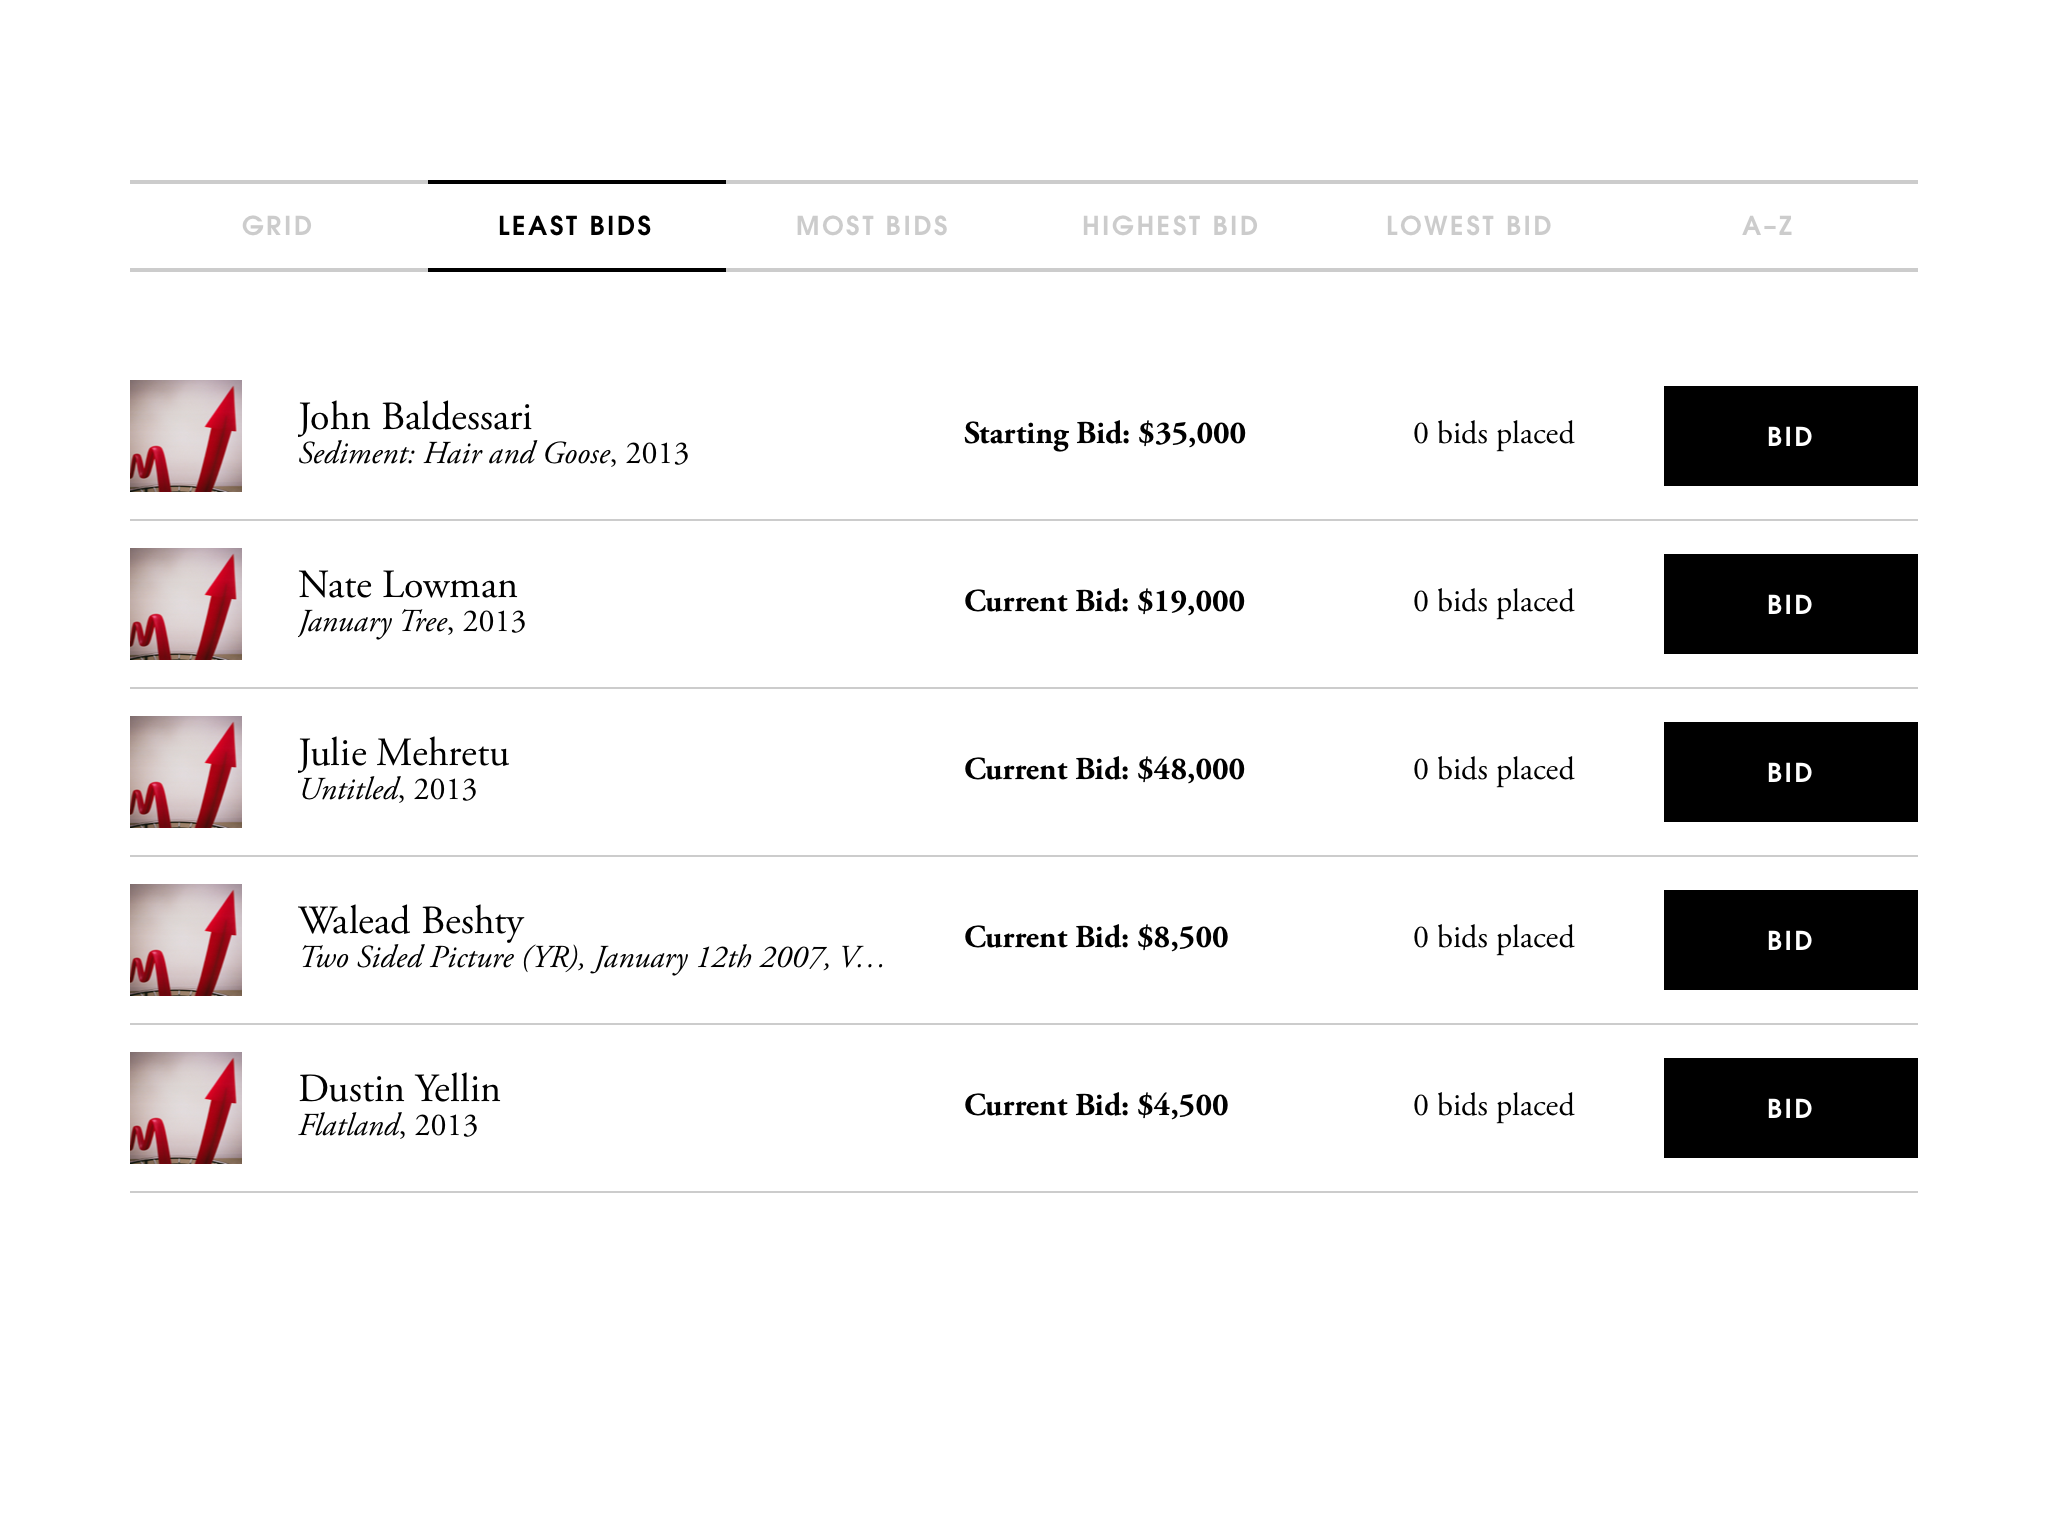 GRID LEAST BIDS MOST BIDS HIGHEST BID LOWEST BID A–Z
John Baldessari
Sediment: Hair and Goose, 2013
Starting Bid: $35,000
0 bids placed
BID
Nate Lowman
January Tree, 2013
Current Bid: $19,000
0 bids placed
BID
Julie Mehretu
Untitled, 2013
Current Bid: $48,000
0 bids placed
BID
Walead Beshty
Two Sided Picture (YR), January 12th 2007, V…
Current Bid: $8,500
0 bids placed
BID
Dustin Yellin
Flatland, 2013
Current Bid: $4,500
0 bids placed
BID